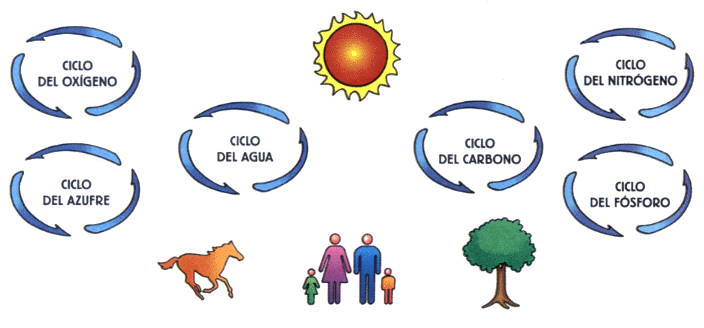 CICLO
DEL OXÍGENO
CICLO
DEL NITRÓGENO
CICLO
DEL AGUA
CICLO
DEL CARBONO
CICLO
DEL AZUFRE
CICLO
DEL FÓSFORO